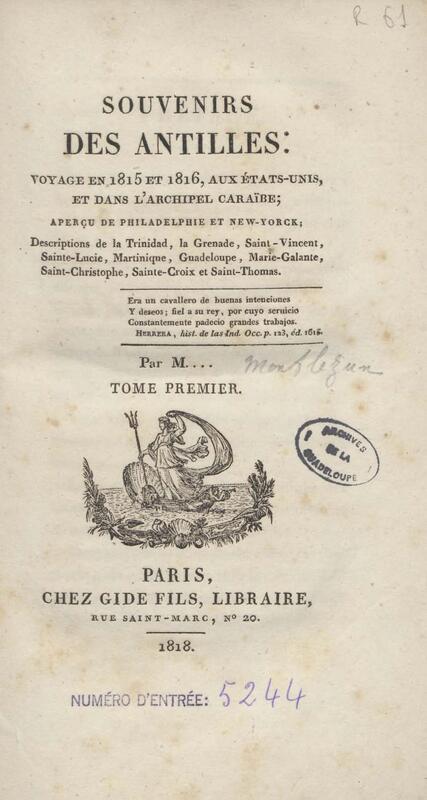 R 61
SOUVENIRS
DES ANTILLES:
VOYAGE EN 1815 ET 1816, AUX ÉTATS-UNIS,
ET DANS L'ARCHIPEL CARAÏBE;
APERÇU DE PHILADELPHIE ET NEW-YORCK;
Descriptions de la Trinidad, la Grenade, Saint-Vincent,
Sainte-Lucie, Martinique, Guadeloupe, Marie-Galante,
Saint-Christophe, Sainte-Croix et Saint-Thomas.
Era un cavallero de buenas intenciones
Y deseos; fiel a su rey, por cuyo servicio
Constantemente padecio grandes trabajos.
HERRERA, hist. de las Ind. Occ. p. 123, éd. 1615.
Par M.... Montlezun
TOME PREMIER.
ARCHIVES
DE LA
GUADELOUPE
PARIS,
CHEZ GIDE FILS, LIBRAIRE,
RUE SAINT-MARC, Nº 20.
1818.
NUMÉRO D'ENTRÉE: 5244